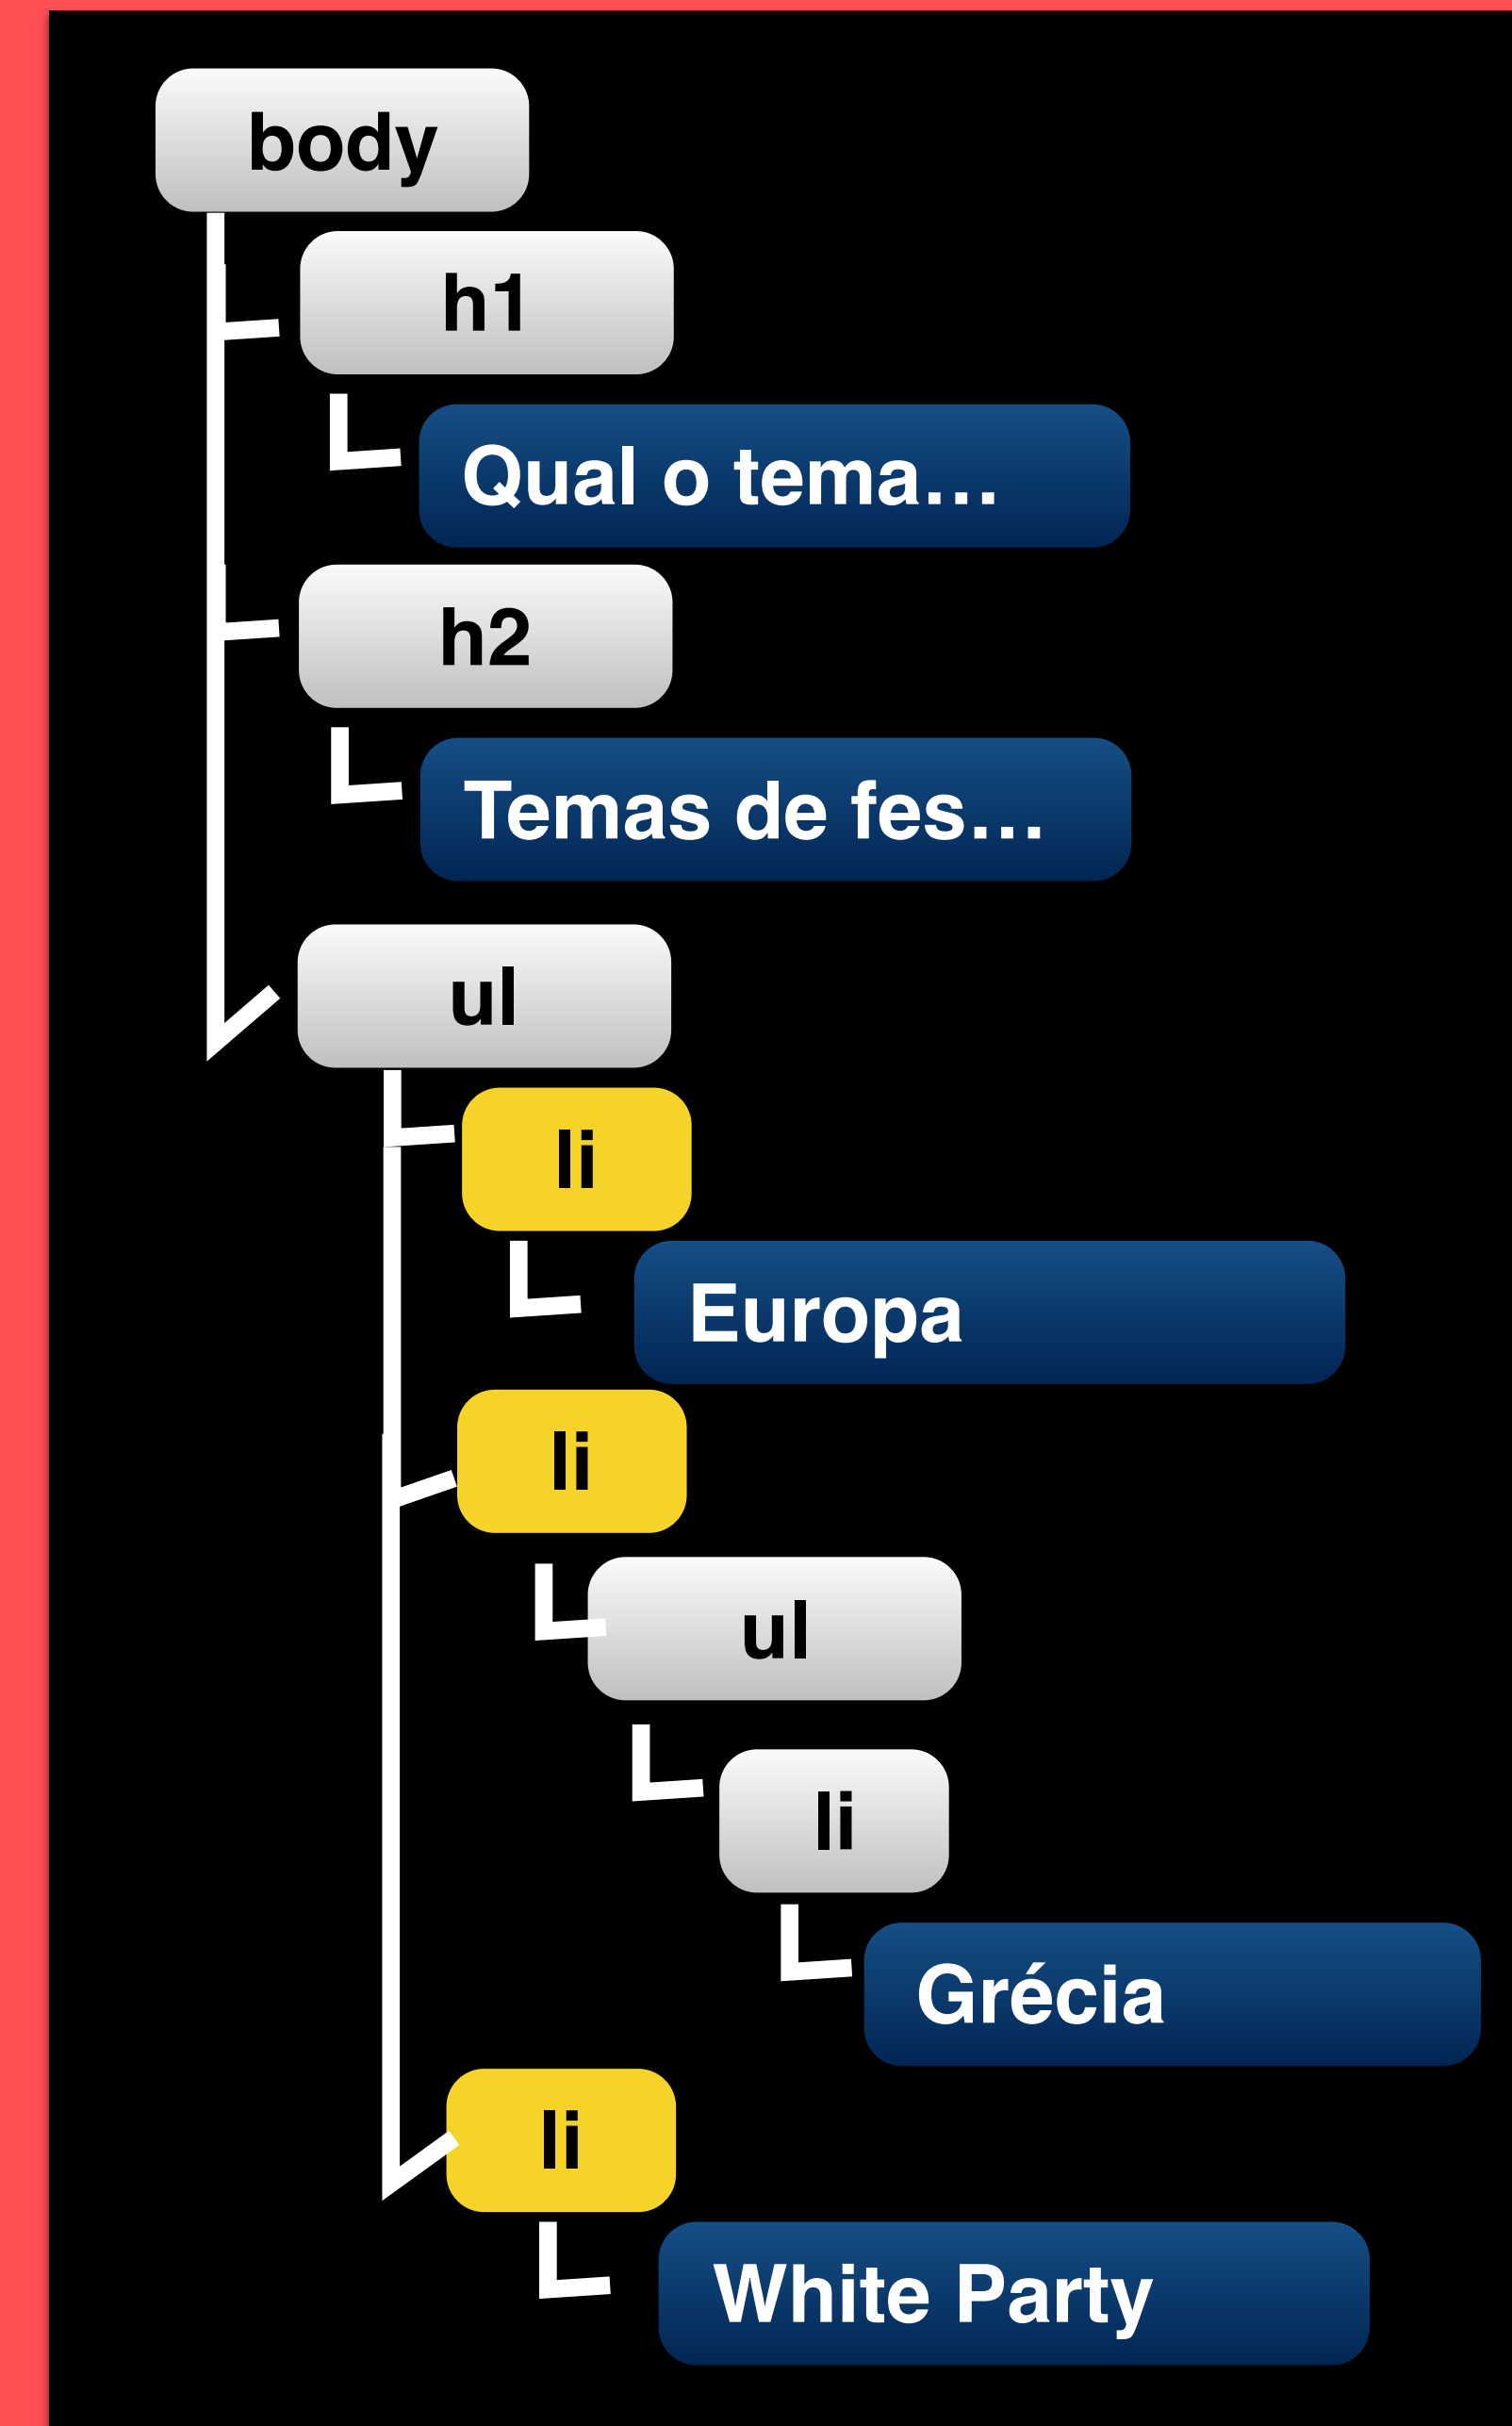 body
h1
Qual o tema…
h2
Temas de fes…
ul
li
Europa
li
ul
li
Grécia
li
White Party